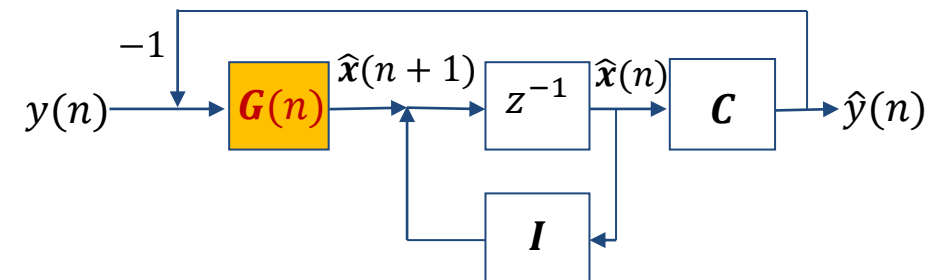 −1
y(n)
G(n)
x̂(n + 1)
z⁻¹
x̂(n)
C
ŷ(n)
I